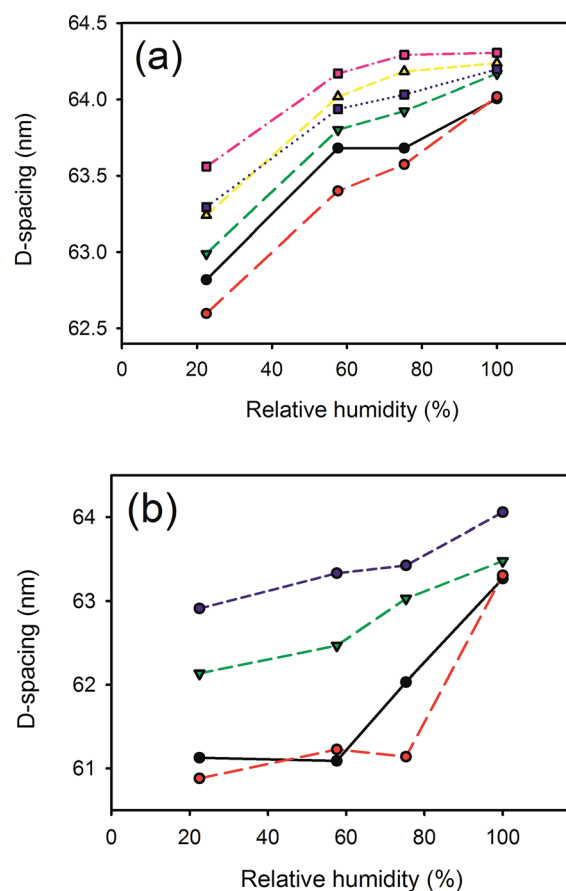 (a)
64.5
64.0
63.5
63.0
62.5
D-spacing (nm)
0 20 40 60 80 100
Relative humidity (%)
(b)
64
63
62
61
D-spacing (nm)
0 20 40 60 80 100
Relative humidity (%)